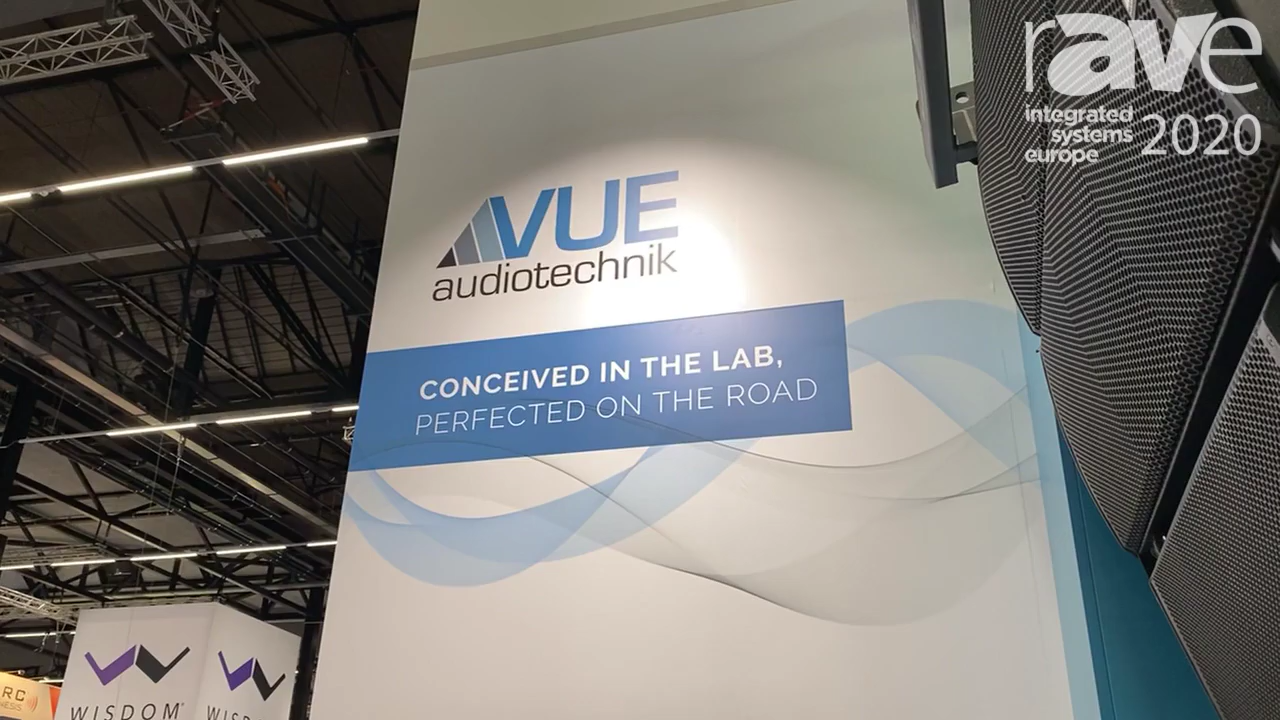 rAVe
integrated
systems
europe
2020
VUE
audiotechnik
CONCEIVED IN THE LAB,
PERFECTED ON THE ROAD
WISDOM